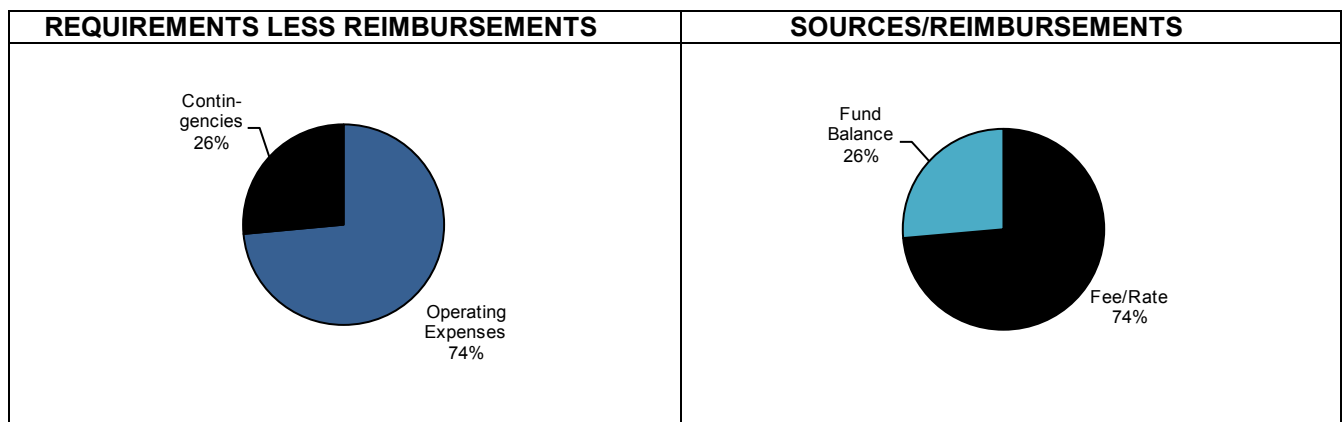 REQUIREMENTS LESS REIMBURSEMENTS
SOURCES/REIMBURSEMENTS
Contin-
gencies
26%
Operating
Expenses
74%
Fund
Balance
26%
Fee/Rate
74%